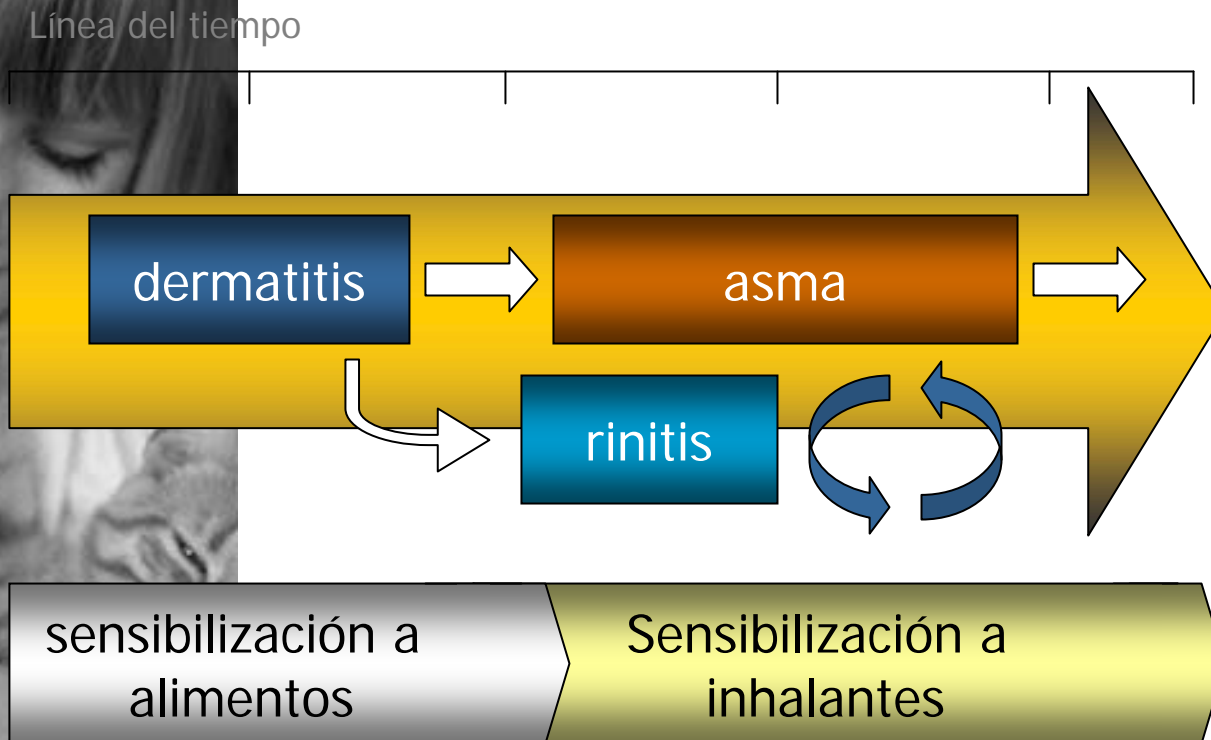 Línea del tiempo
dermatitis
asma
rinitis
sensibilización a
alimentos
Sensibilización a
inhalantes